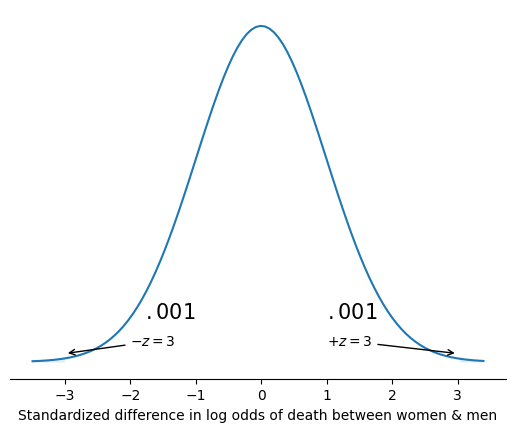 .001 .001
−z = 3 +z = 3
−3 −2 −1 0 1 2 3
Standardized difference in log odds of death between women & men